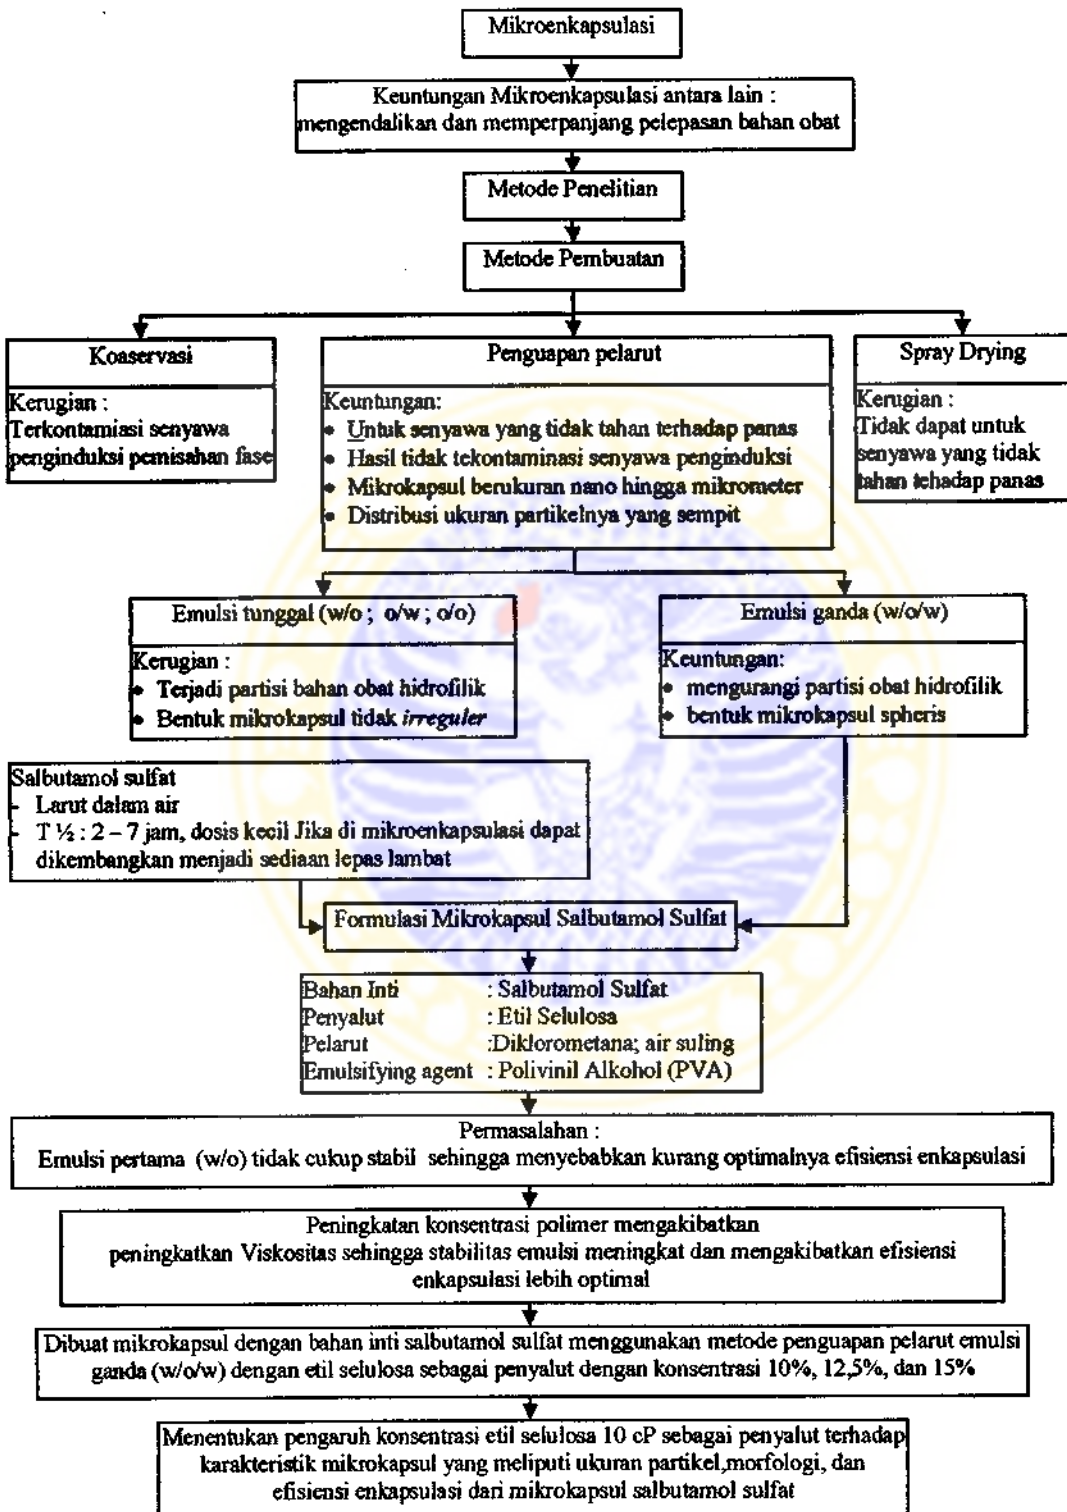 Mikroenkapsulasi
Keuntungan Mikroenkapsulasi antara lain :
mengendalikan dan memperpanjang pelepasan bahan obat
Metode Penelitian
Metode Pembuatan
Koaservasi
Kerugian :
Terkontamiasi senyawa
penginduksi pemisahan fase
Penguapan pelarut
Keuntungan:
• Untuk senyawa yang tidak tahan terhadap panas
• Hasil tidak tekontaminasi senyawa penginduksi
• Mikrokapsul berukuran nano hingga mikrometer
• Distribusi ukuran partikelnya yang sempit
Spray Drying
Kerugian :
Tidak dapat untuk
senyawa yang tidak
tahan tehadap panas
Emulsi tunggal (w/o ; o/w ; o/o)
Kerugian :
• Terjadi partisi bahan obat hidrofilik
• Bentuk mikrokapsul tidak irreguler
Emulsi ganda (w/o/w)
Keuntungan:
• mengurangi partisi obat hidrofilik
• bentuk mikrokapsul spheris
Salbutamol sulfat
- Larut dalam air
- T ½ : 2 – 7 jam, dosis kecil Jika di mikroenkapsulasi dapat
dikembangkan menjadi sediaan lepas lambat
Formulasi Mikrokapsul Salbutamol Sulfat
Bahan Inti : Salbutamol Sulfat
Penyalut : Etil Selulosa
Pelarut :Diklorometana; air suling
Emulsifying agent : Polivinil Alkohol (PVA)
Permasalahan :
Emulsi pertama (w/o) tidak cukup stabil sehingga menyebabkan kurang optimalnya efisiensi enkapsulasi
Peningkatan konsentrasi polimer mengakibatkan
peningkatkan Viskositas sehingga stabilitas emulsi meningkat dan mengakibatkan efisiensi
enkapsulasi lebih optimal
Dibuat mikrokapsul dengan bahan inti salbutamol sulfat menggunakan metode penguapan pelarut emulsi
ganda (w/o/w) dengan etil selulosa sebagai penyalut dengan konsentrasi 10%, 12,5%, dan 15%
Menentukan pengaruh konsentrasi etil selulosa 10 cP sebagai penyalut terhadap
karakteristik mikrokapsul yang meliputi ukuran partikel,morfologi, dan
efisiensi enkapsulasi dari mikrokapsul salbutamol sulfat